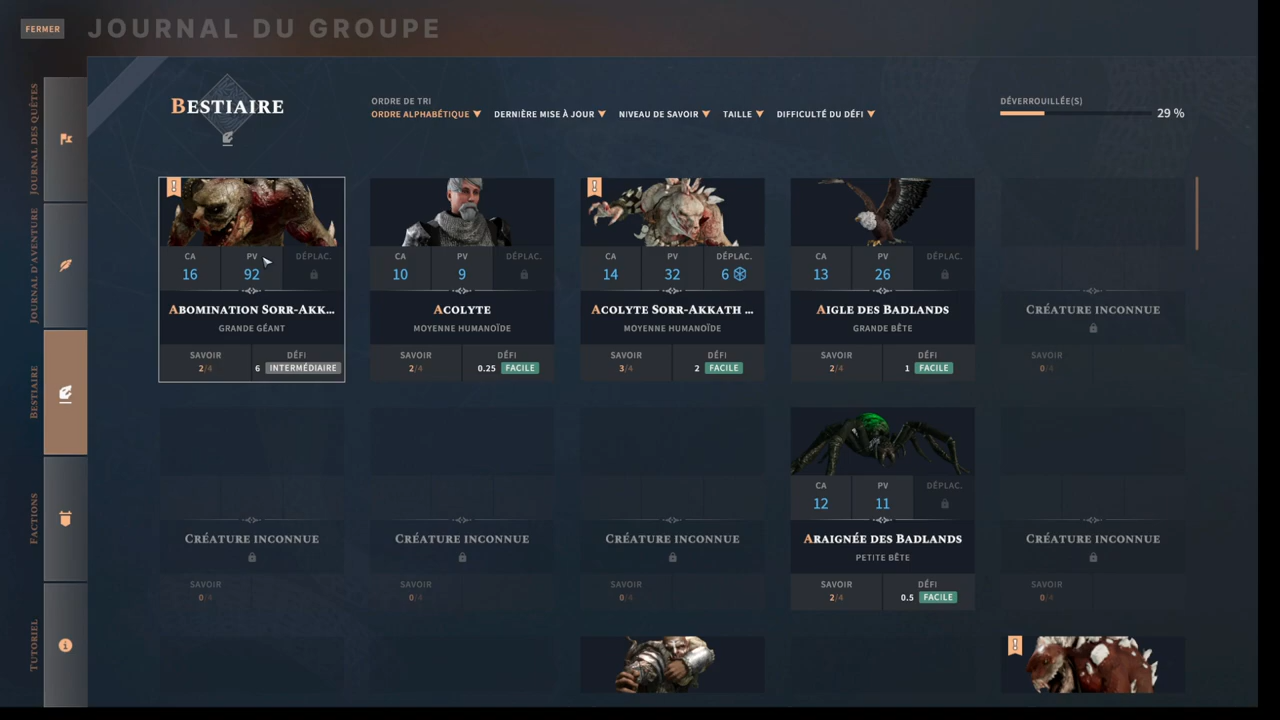 FERMER
JOURNAL DU GROUPE
JOURNAL DES QUÊTES
JOURNAL D'AVENTURE
BESTIAIRE
FACTIONS
TUTORIEL
BESTIAIRE
ORDRE DE TRI
ORDRE ALPHABÉTIQUE ▼ DERNIÈRE MISE À JOUR ▼ NIVEAU DE SAVOIR ▼ TAILLE ▼ DIFFICULTÉ DU DÉFI ▼
DÉVERROUILLÉE(S)
29 %
CA PV DÉPLAC.
16 92
ABOMINATION SORR-AKK...
GRANDE GÉANT
SAVOIR DÉFI
2/4 6 INTERMÉDIAIRE
CA PV DÉPLAC.
10 9
ACOLYTE
MOYENNE HUMANOÏDE
SAVOIR DÉFI
2/4 0.25 FACILE
CA PV DÉPLAC.
14 32 6
ACOLYTE SORR-AKKATH ...
MOYENNE HUMANOÏDE
SAVOIR DÉFI
3/4 2 FACILE
CA PV DÉPLAC.
13 26
AIGLE DES BADLANDS
GRANDE BÊTE
SAVOIR DÉFI
2/4 1 FACILE
CRÉATURE INCONNUE
SAVOIR
0/4
CRÉATURE INCONNUE
SAVOIR
0/4
CRÉATURE INCONNUE
SAVOIR
0/4
CRÉATURE INCONNUE
SAVOIR
0/4
CA PV DÉPLAC.
12 11
ARAIGNÉE DES BADLANDS
PETITE BÊTE
SAVOIR DÉFI
2/4 0.5 FACILE
CRÉATURE INCONNUE
SAVOIR
0/4